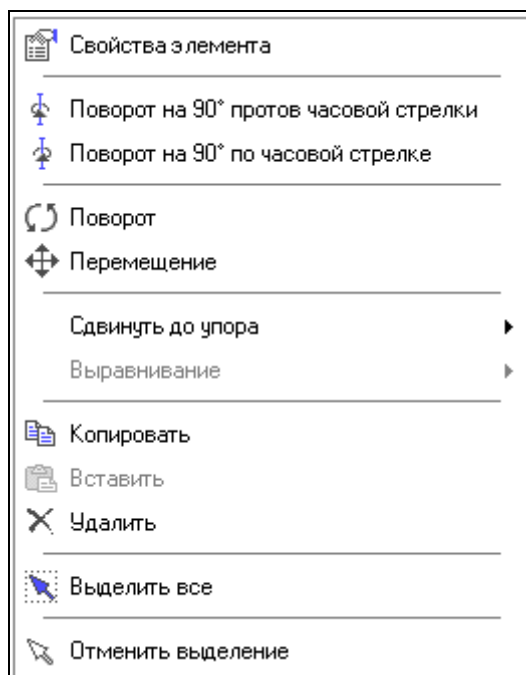 Свойства элемента
Поворот на 90° протов часовой стрелки
Поворот на 90° по часовой стрелке
Поворот
Перемещение
Сдвинуть до упора
Выравнивание
Копировать
Вставить
Удалить
Выделить все
Отменить выделение